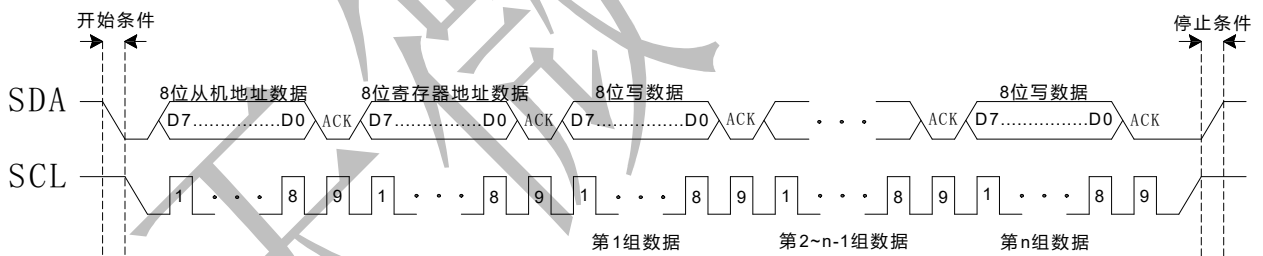 开始条件 停止条件
SDA 8位从机地址数据 8位寄存器地址数据 8位写数据 8位写数据
D7...............D0 ACK D7...............D0 ACK D7...............D0 ACK ACK D7...............D0 ACK
SCL
1 8 9 1 8 9 1 8 9 1 8 9 1 8 9
第1组数据 第2~n-1组数据 第n组数据